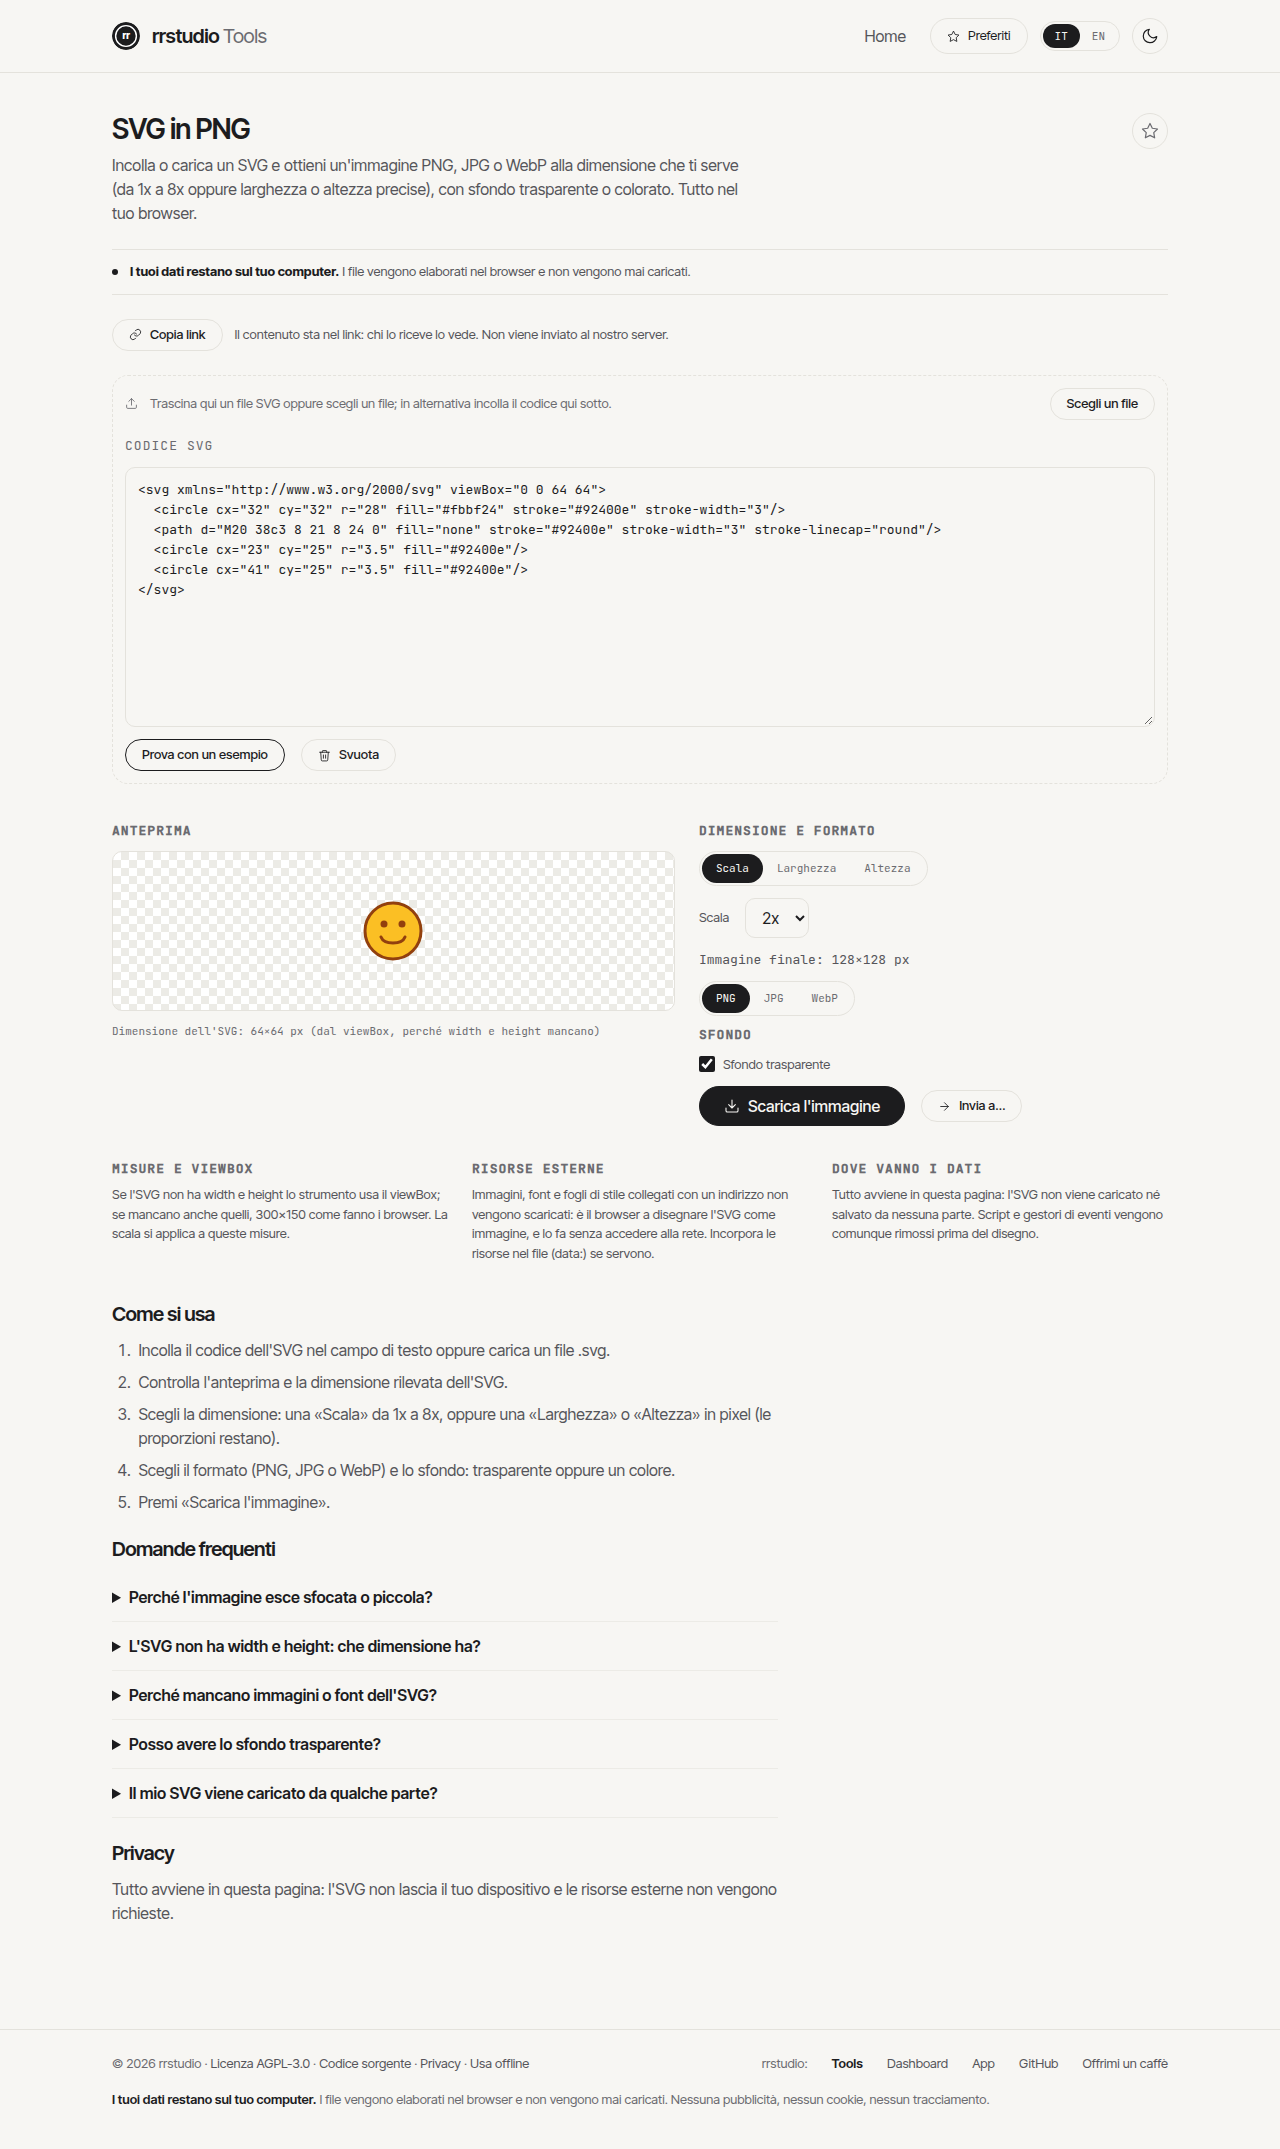 rr
rrstudio Tools
Home
Preferiti
IT
EN
SVG in PNG
Incolla o carica un SVG e ottieni un'immagine PNG, JPG o WebP alla dimensione che ti serve
(da 1x a 8x oppure larghezza o altezza precise), con sfondo trasparente o colorato. Tutto nel
tuo browser.
I tuoi dati restano sul tuo computer. I file vengono elaborati nel browser e non vengono mai caricati.
Copia link
Il contenuto sta nel link: chi lo riceve lo vede. Non viene inviato al nostro server.
Trascina qui un file SVG oppure scegli un file; in alternativa incolla il codice qui sotto.
Scegli un file
CODICE SVG
<svg xmlns="http://www.w3.org/2000/svg" viewBox="0 0 64 64">
  <circle cx="32" cy="32" r="28" fill="#fbbf24" stroke="#92400e" stroke-width="3"/>
  <path d="M20 38c3 8 21 8 24 0" fill="none" stroke="#92400e" stroke-width="3" stroke-linecap="round"/>
  <circle cx="23" cy="25" r="3.5" fill="#92400e"/>
  <circle cx="41" cy="25" r="3.5" fill="#92400e"/>
</svg>
Prova con un esempio
Svuota
ANTEPRIMA
Dimensione dell'SVG: 64×64 px (dal viewBox, perché width e height mancano)
DIMENSIONE E FORMATO
Scala
Larghezza
Altezza
Scala
2x
Immagine finale: 128×128 px
PNG
JPG
WebP
SFONDO
Sfondo trasparente
Scarica l'immagine
Invia a...
MISURE E VIEWBOX
Se l'SVG non ha width e height lo strumento usa il viewBox;
se mancano anche quelli, 300×150 come fanno i browser. La
scala si applica a queste misure.
RISORSE ESTERNE
Immagini, font e fogli di stile collegati con un indirizzo non
vengono scaricati: è il browser a disegnare l'SVG come
immagine, e lo fa senza accedere alla rete. Incorpora le
risorse nel file (data:) se servono.
DOVE VANNO I DATI
Tutto avviene in questa pagina: l'SVG non viene caricato né
salvato da nessuna parte. Script e gestori di eventi vengono
comunque rimossi prima del disegno.
Come si usa
1. Incolla il codice dell'SVG nel campo di testo oppure carica un file .svg.
2. Controlla l'anteprima e la dimensione rilevata dell'SVG.
3. Scegli la dimensione: una «Scala» da 1x a 8x, oppure una «Larghezza» o «Altezza» in pixel (le
proporzioni restano).
4. Scegli il formato (PNG, JPG o WebP) e lo sfondo: trasparente oppure un colore.
5. Premi «Scarica l'immagine».
Domande frequenti
Perché l'immagine esce sfocata o piccola?
L'SVG non ha width e height: che dimensione ha?
Perché mancano immagini o font dell'SVG?
Posso avere lo sfondo trasparente?
Il mio SVG viene caricato da qualche parte?
Privacy
Tutto avviene in questa pagina: l'SVG non lascia il tuo dispositivo e le risorse esterne non vengono
richieste.
© 2026 rrstudio · Licenza AGPL-3.0 · Codice sorgente · Privacy · Usa offline
rrstudio:
Tools
Dashboard
App
GitHub
Offrimi un caffè
I tuoi dati restano sul tuo computer. I file vengono elaborati nel browser e non vengono mai caricati. Nessuna pubblicità, nessun cookie, nessun tracciamento.